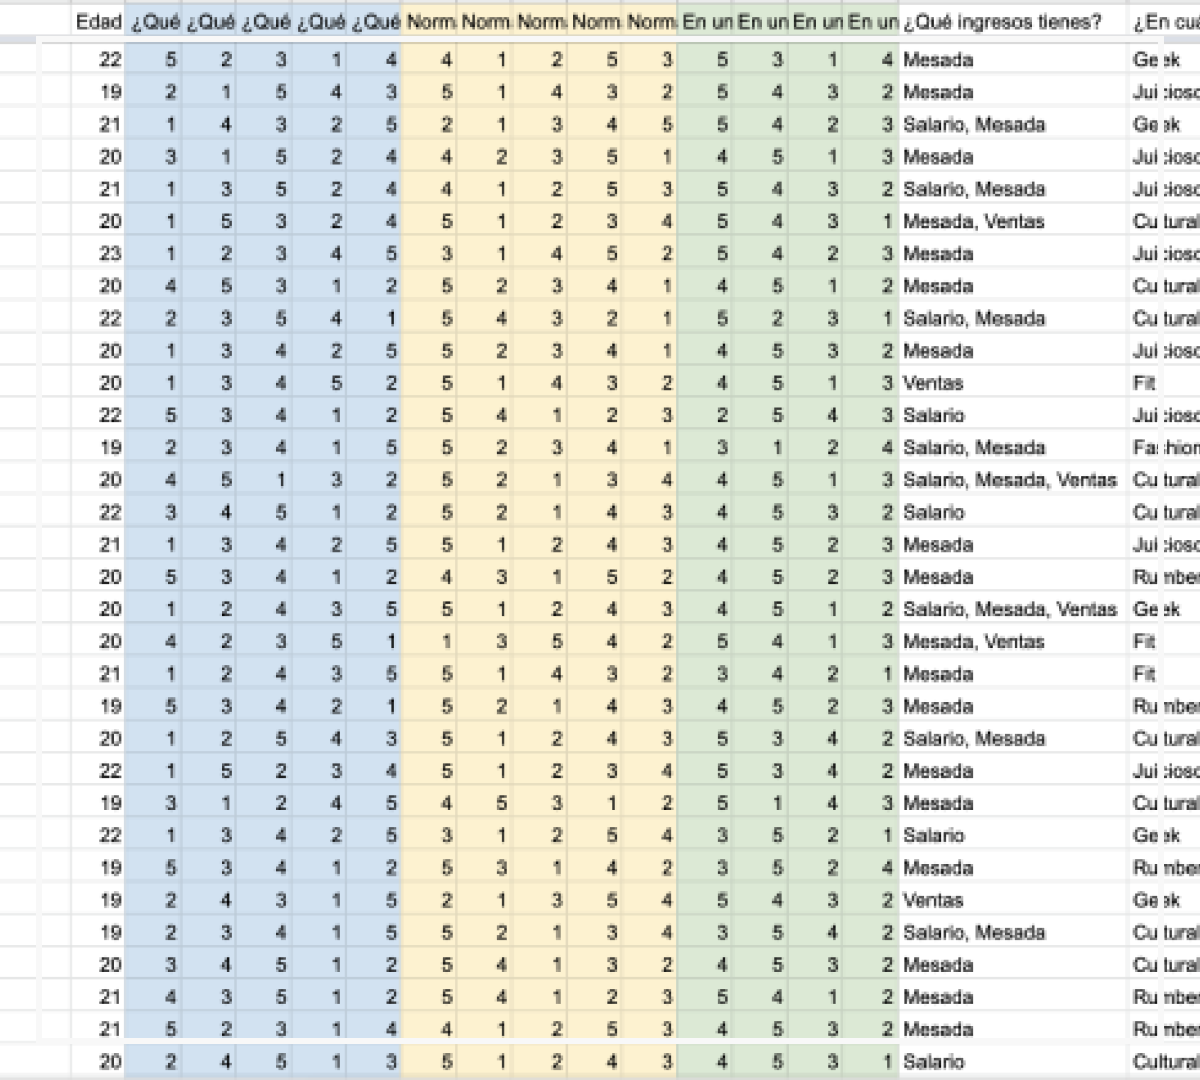 Edad ¿Qué ¿Qué ¿Qué ¿Qué ¿Qué Norm Norm Norm Norm Norm En un En un En un En un ¿Qué ingresos tienes? ¿En cuá
22 5 2 3 1 4 4 1 2 5 3 5 3 1 4 Mesada Geek
19 2 1 5 4 3 5 1 4 3 2 5 4 3 2 Mesada Juicioso
21 1 4 3 2 5 2 1 3 4 5 5 4 2 3 Salario, Mesada Geek
20 3 1 5 2 4 4 2 3 5 1 4 5 1 3 Mesada Juicioso
21 1 3 5 2 4 4 1 2 5 3 5 4 3 2 Salario, Mesada Juicioso
20 1 5 3 2 4 5 1 2 3 4 5 4 3 1 Mesada, Ventas Cultural
23 1 2 3 4 5 3 1 4 5 2 5 4 2 3 Mesada Juicioso
20 4 5 3 1 2 5 2 3 4 1 4 5 1 2 Mesada Cultural
22 2 3 5 4 1 5 4 3 2 1 5 2 3 1 Salario, Mesada Cultural
20 1 3 4 2 5 5 2 3 4 1 4 5 3 2 Mesada Juicioso
20 1 3 4 5 2 5 1 4 3 2 4 5 1 3 Ventas Fit
22 5 3 4 1 2 5 4 1 2 3 2 5 4 3 Salario Juicioso
19 2 3 4 1 5 5 2 3 4 1 3 1 2 4 Salario, Mesada Fashion
20 4 5 1 3 2 5 2 1 3 4 4 5 1 3 Salario, Mesada, Ventas Cultural
22 3 4 5 1 2 5 2 1 4 3 4 5 3 2 Salario Cultural
21 1 3 4 2 5 5 1 2 4 3 4 5 2 3 Mesada Juicioso
20 5 3 4 1 2 4 3 1 5 2 4 5 2 3 Mesada Rumber
20 1 2 4 3 5 5 1 2 4 3 4 5 1 2 Salario, Mesada, Ventas Geek
20 4 2 3 5 1 1 3 5 4 2 5 4 1 3 Mesada, Ventas Fit
21 1 2 4 3 5 5 1 4 3 2 3 4 2 1 Mesada Fit
19 5 3 4 2 1 5 2 1 4 3 4 5 2 3 Mesada Rumber
20 1 2 5 4 3 5 1 2 4 3 5 3 4 2 Salario, Mesada Cultural
22 1 5 2 3 4 5 1 2 3 4 5 3 4 2 Mesada Juicioso
19 3 1 2 4 5 4 5 3 1 2 5 1 4 3 Mesada Cultural
22 1 3 4 2 5 3 1 2 5 4 3 5 2 1 Salario Geek
19 5 3 4 1 2 5 3 1 4 2 3 5 2 4 Mesada Rumber
19 2 4 3 1 5 2 1 3 5 4 5 4 3 2 Ventas Geek
19 2 3 4 1 5 5 2 1 3 4 3 5 4 2 Salario, Mesada Cultural
20 3 4 5 1 2 5 4 1 3 2 4 5 3 2 Mesada Cultural
21 4 3 5 1 2 5 4 1 2 3 5 4 1 2 Mesada Rumber
21 5 2 3 1 4 4 1 2 5 3 4 5 3 2 Mesada Rumber
20 2 4 5 1 3 5 1 2 4 3 4 5 3 1 Salario Cultural